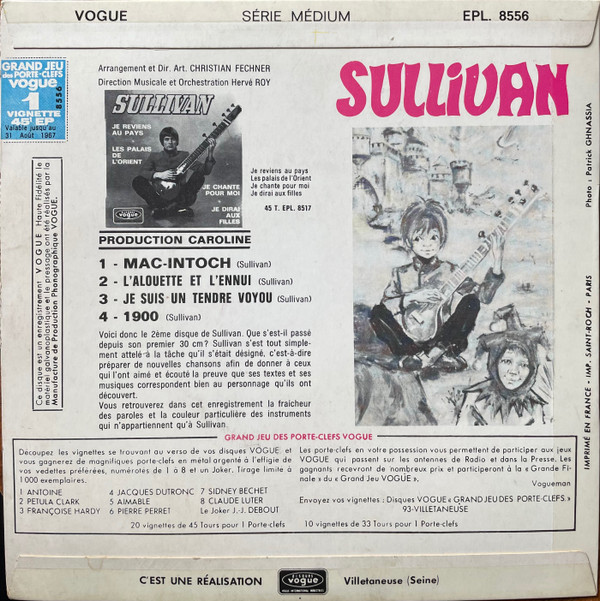 VOGUE SÉRIE MÉDIUM EPL. 8556
GRAND JEU
des PORTE-CLEFS
vogue
1
VIGNETTE
45t EP
8556
Valable jusqu'au
31 Août 1967
Arrangement et Dir. Art. CHRISTIAN FECHNER
Direction Musicale et Orchestration Hervé ROY
SULLIVAN
SULLIVAN
JE REVIENS
AU PAYS
LES PALAIS
DE
L'ORIENT
JE CHANTE
POUR MOI
JE DIRAI
AUX
FILLES
vogue
Je reviens au pays
Les palais de l'Orient
Je chante pour moi
Je dirai aux filles
45 T. EPL. 8517
Photo : Patrick GHNASSIA
PRODUCTION CAROLINE
1 - MAC-INTOCH (Sullivan)
2 - L'ALOUETTE ET L'ENNUI (Sullivan)
3 - JE SUIS UN TENDRE VOYOU (Sullivan)
4 - 1900 (Sullivan)
Voici donc le 2ème disque de Sullivan. Que s'est-il passé
depuis son premier 30 cm? Sullivan s'est tout simple-
ment attelé à la tâche qu'il s'était désigné, c'est-à-dire
préparer de nouvelles chansons afin de donner à ceux
qui l'ont aimé et écouté la preuve que ses textes et ses
musiques correspondent bien au personnage qu'ils ont
découvert.
Vous retrouverez dans cet enregistrement la fraicheur
des paroles et la couleur particulière des instruments
qui n'appartiennent qu'à Sullivan.
Ce disque est un enregistrement VOGUE Haute Fidélité le
matériel galvanoplastique et le pressage ont été réalisés par la
Manufacture de Production Phonographique VOGUE.
IMPRIMÉ EN FRANCE - IMP. SAINT-ROCH - PARIS
GRAND JEU DES PORTE-CLEFS VOGUE
Découpez les vignettes se trouvant au verso de vos disques VOGUE et
vous gagnerez de magnifiques porte-clefs en métal argenté à l'effigie de
vos vedettes préférées, numérotés de 1 à 8 et un Joker. Tirage limité à
1 000 exemplaires.
1 ANTOINE 4 JACQUES DUTRONC 7 SIDNEY BECHET
2 PETULA CLARK 5 AIMABLE 8 CLAUDE LUTER
3 FRANÇOISE HARDY 6 PIERRE PERRET Le Joker J.-J. DEBOUT
20 vignettes de 45 Tours pour 1 Porte-clefs
Les porte-clefs en votre possession vous permettent de participer aux jeux
VOGUE qui passent sur les antennes de Radio et dans la Presse. Les
gagnants recevront de nombreux prix et participeront à la « Grande Fi-
nale » du « Grand Jeu VOGUE ».
Vogueman
Envoyez vos vignettes : Disques VOGUE « GRAND JEU DES PORTE-CLEFS. »
93-VILLETANEUSE
10 vignettes de 33 Tours pour 1 Porte-clefs
C'EST UNE RÉALISATION
DISQUES
vogue
VOGUE INTERNATIONAL INDUSTRIES
Villetaneuse (Seine)